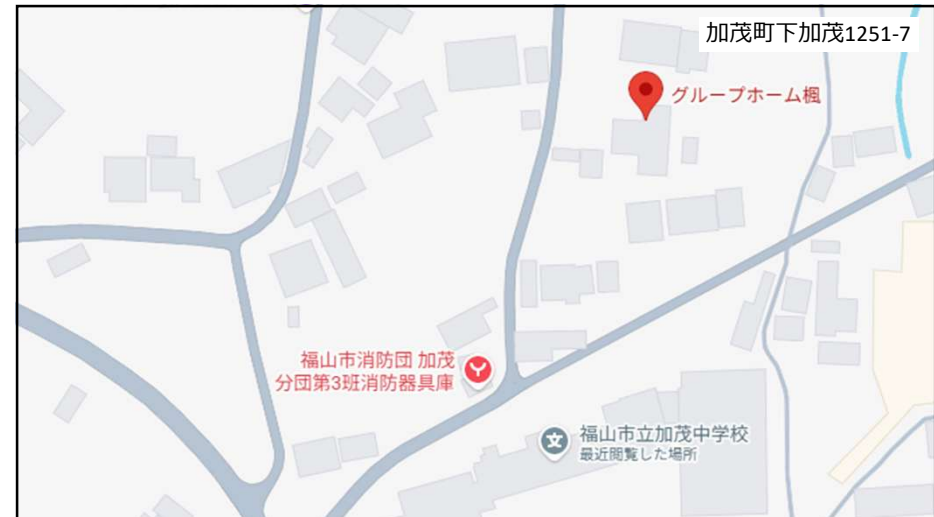 加茂町下加茂1251-7
グループホーム楓
福山市消防団 加茂
分団第3班消防器具庫
福山市立加茂中学校
最近閲覧した場所